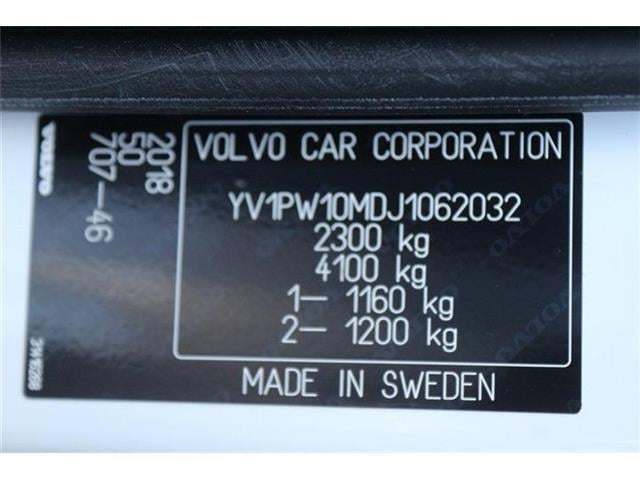 VOLVO
2018
50
707-46
VOLVO CAR CORPORATION
YV1PW10MDJ1062032
2300 kg
4100 kg
1- 1160 kg
2- 1200 kg
MADE IN SWEDEN